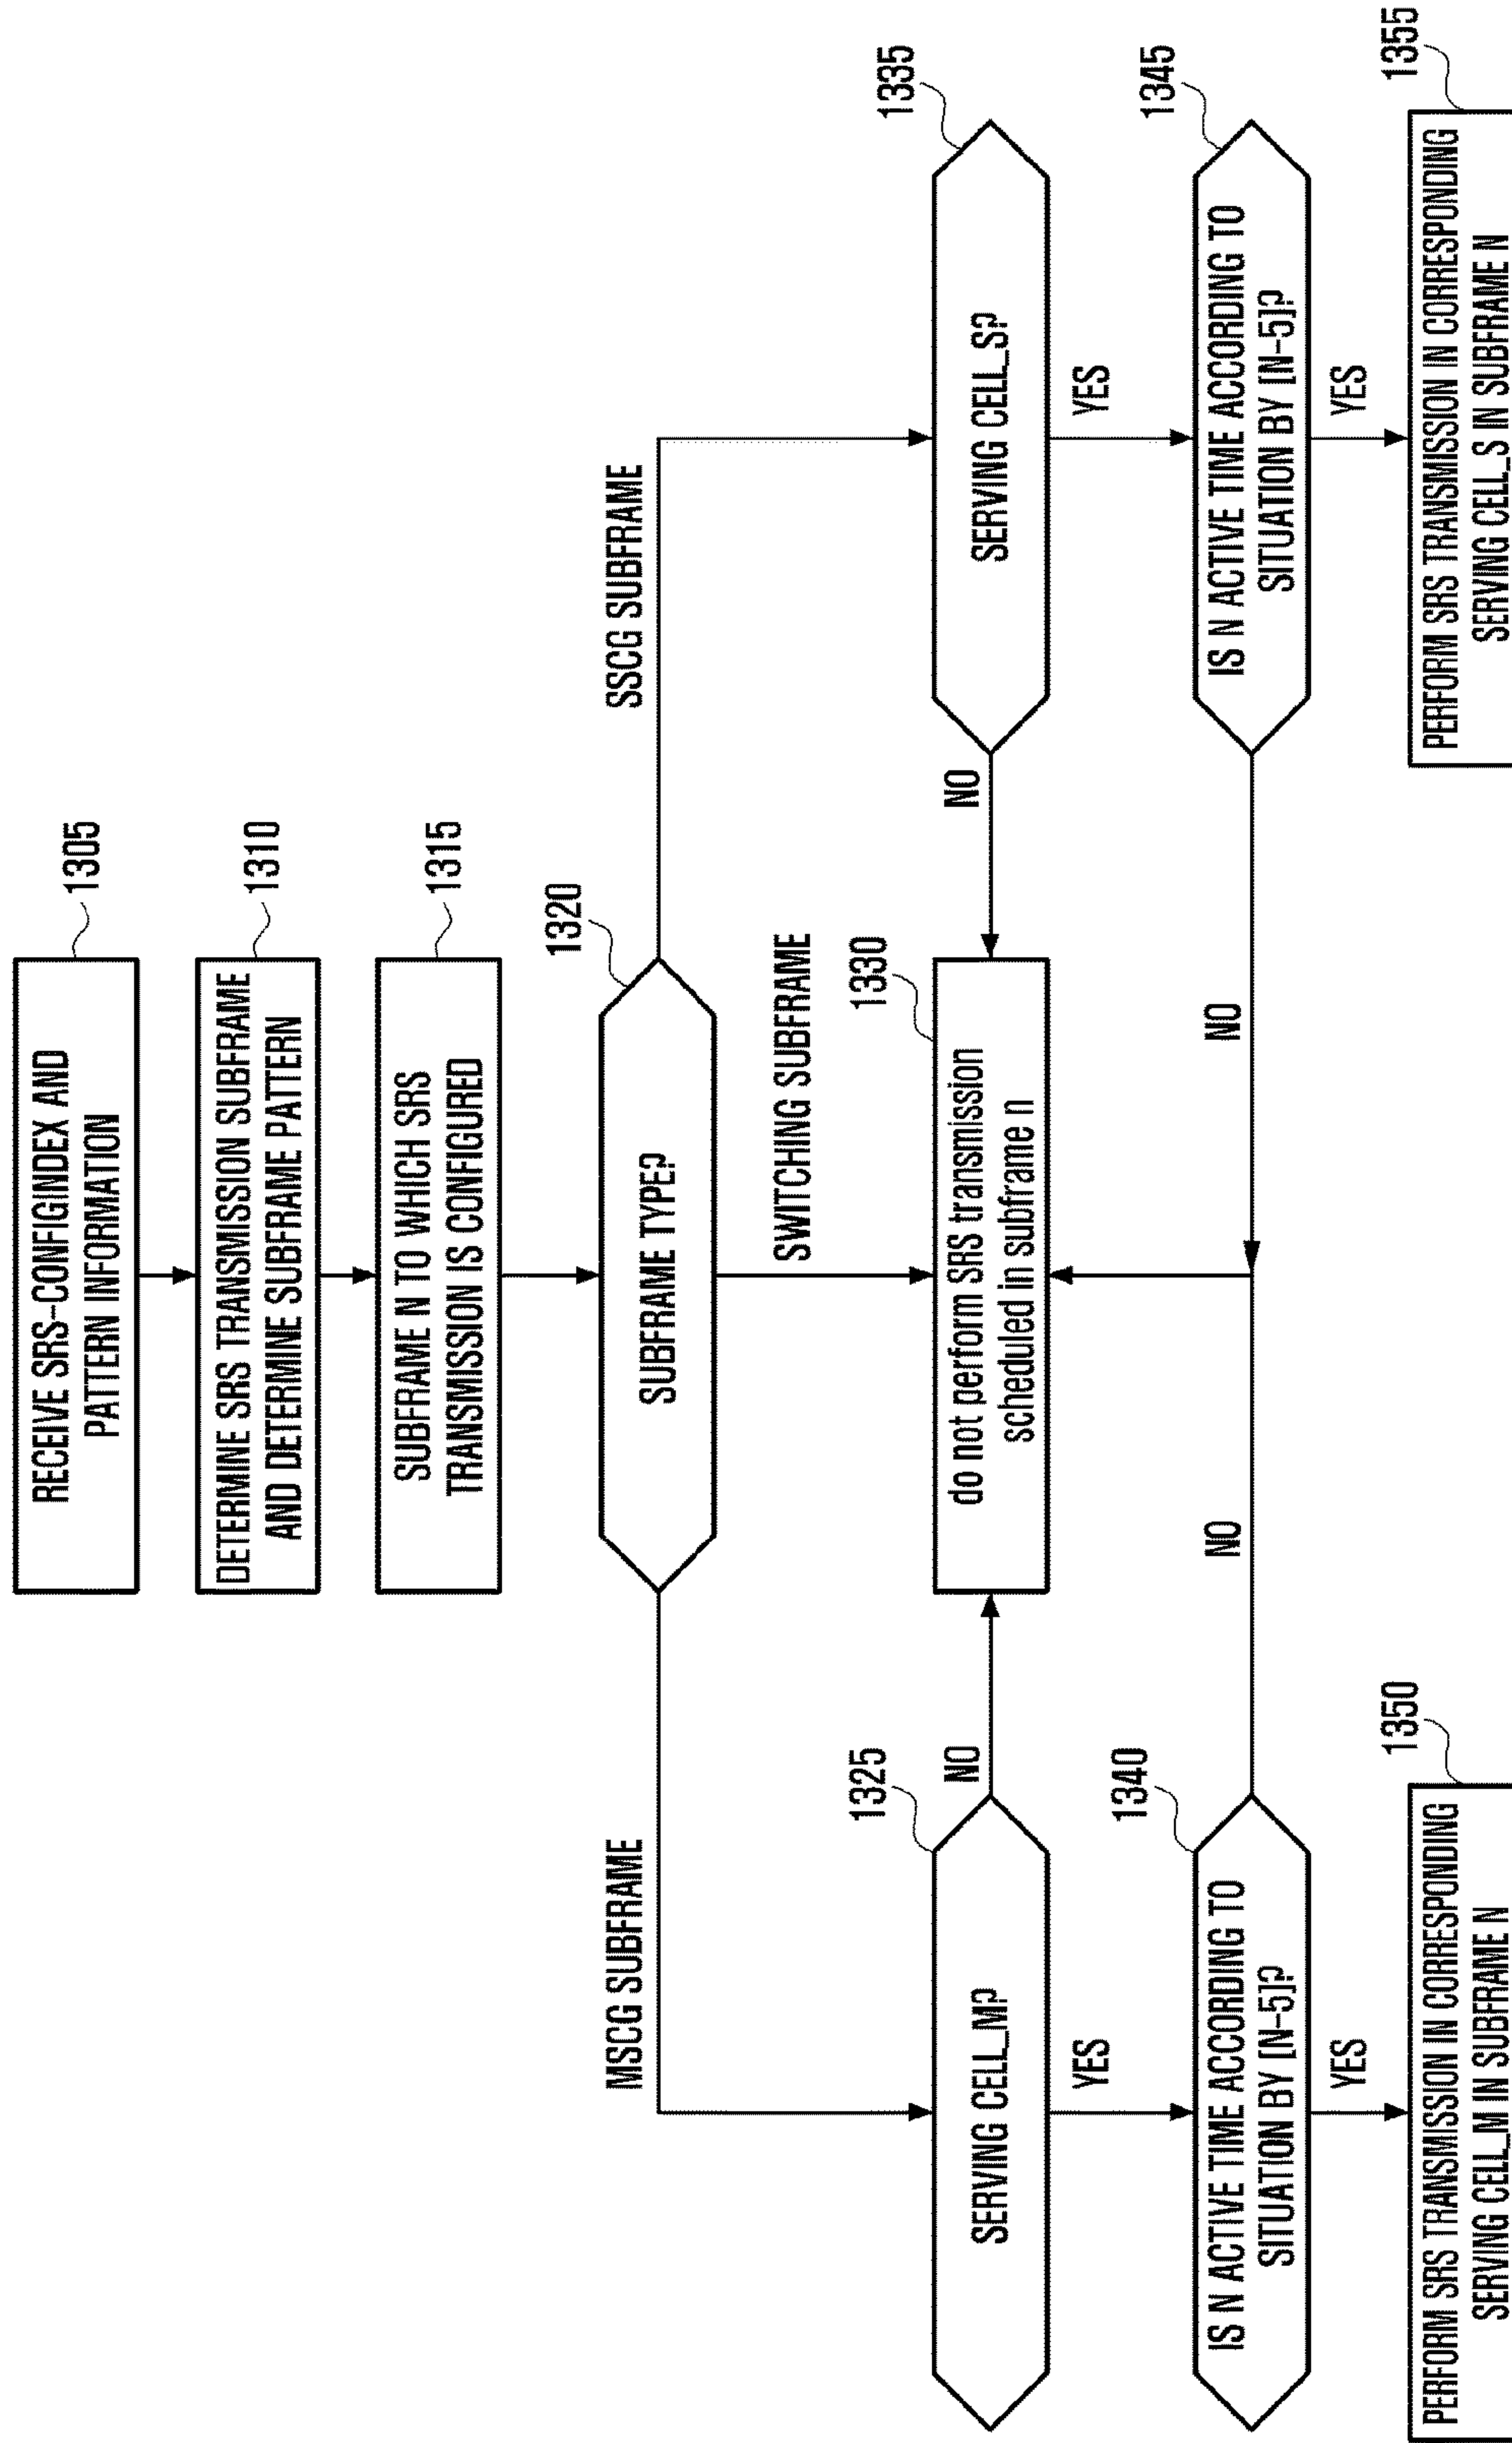 RECEIVE SRS-CONFIGINDEX AND
PATTERN INFORMATION
1305
DETERMINE SRS TRANSMISSION SUBFRAME
AND DETERMINE SUBFRAME PATTERN
1310
SUBFRAME N TO WHICH SRS
TRANSMISSION IS CONFIGURED
1315
1320
SUBFRAME TYPE?
MSCG SUBFRAME
SSCG SUBFRAME
SWITCHING SUBFRAME
1325
SERVING CELL_M?
NO
1330
do not perform SRS transmission
scheduled in subframe n
NO
1335
SERVING CELL_S?
YES
YES
1340
IS N ACTIVE TIME ACCORDING TO
SITUATION BY [N-5]?
NO
NO
1345
IS N ACTIVE TIME ACCORDING TO
SITUATION BY [N-5]?
YES
YES
1350
PERFORM SRS TRANSMISSION IN CORRESPONDING
SERVING CELL_M IN SUBFRAME N
1355
PERFORM SRS TRANSMISSION IN CORRESPONDING
SERVING CELL_S IN SUBFRAME N